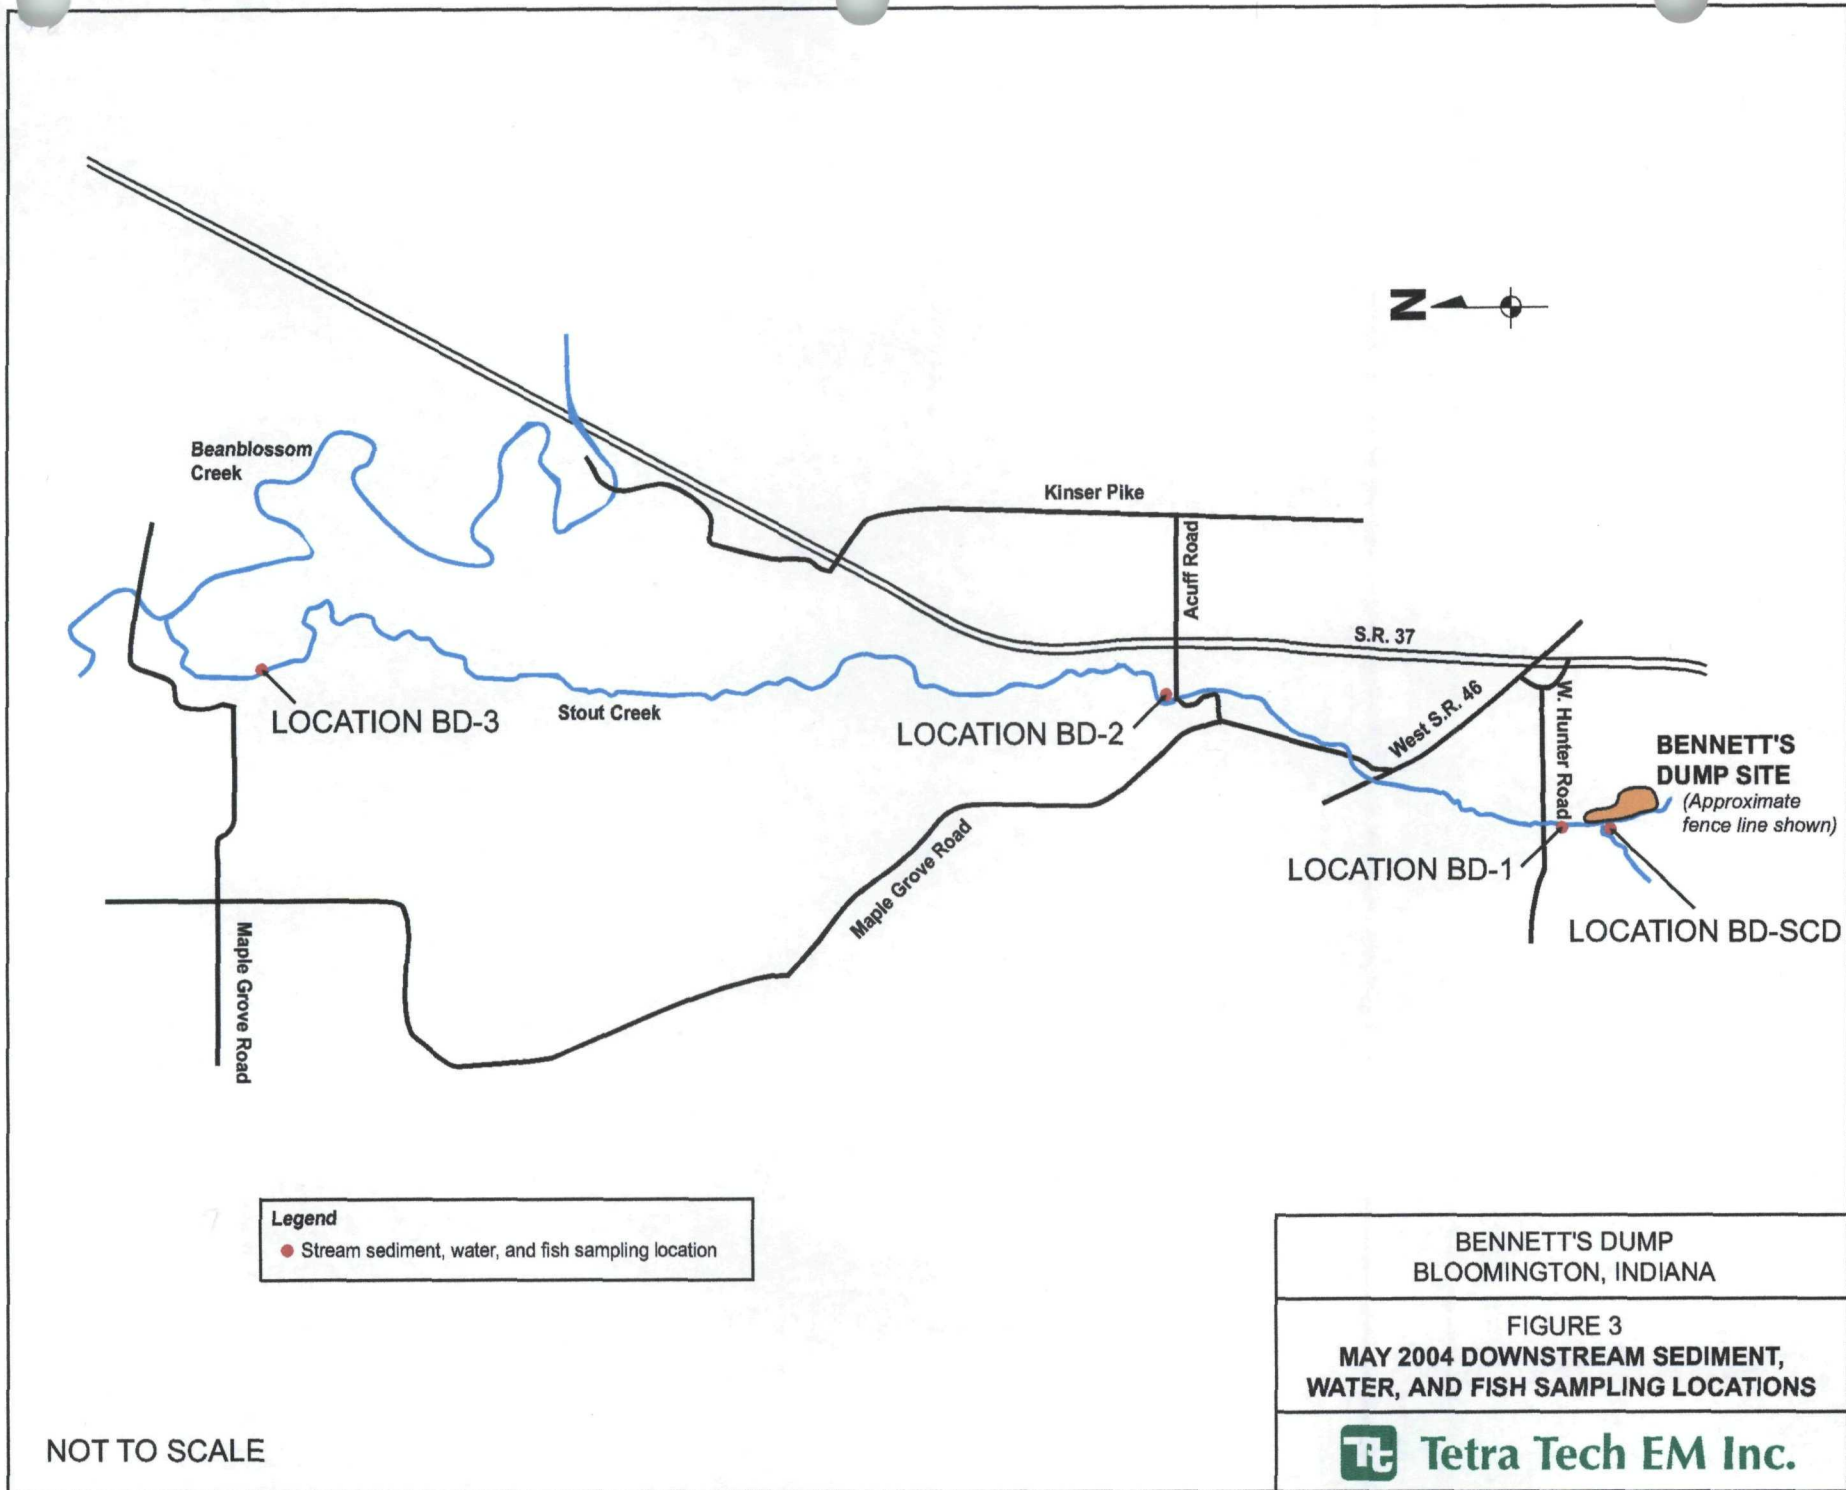 N
Beanblossom
Creek
Kinser Pike
Acuff Road
S.R. 37
LOCATION BD-3
Stout Creek
LOCATION BD-2
West S.R. 46
W. Hunter Road
BENNETT'S
DUMP SITE
(Approximate
fence line shown)
LOCATION BD-1
Maple Grove Road
LOCATION BD-SCD
Maple Grove Road
Legend
Stream sediment, water, and fish sampling location
BENNETT'S DUMP
BLOOMINGTON, INDIANA
FIGURE 3
MAY 2004 DOWNSTREAM SEDIMENT,
WATER, AND FISH SAMPLING LOCATIONS
NOT TO SCALE
Tt Tetra Tech EM Inc.